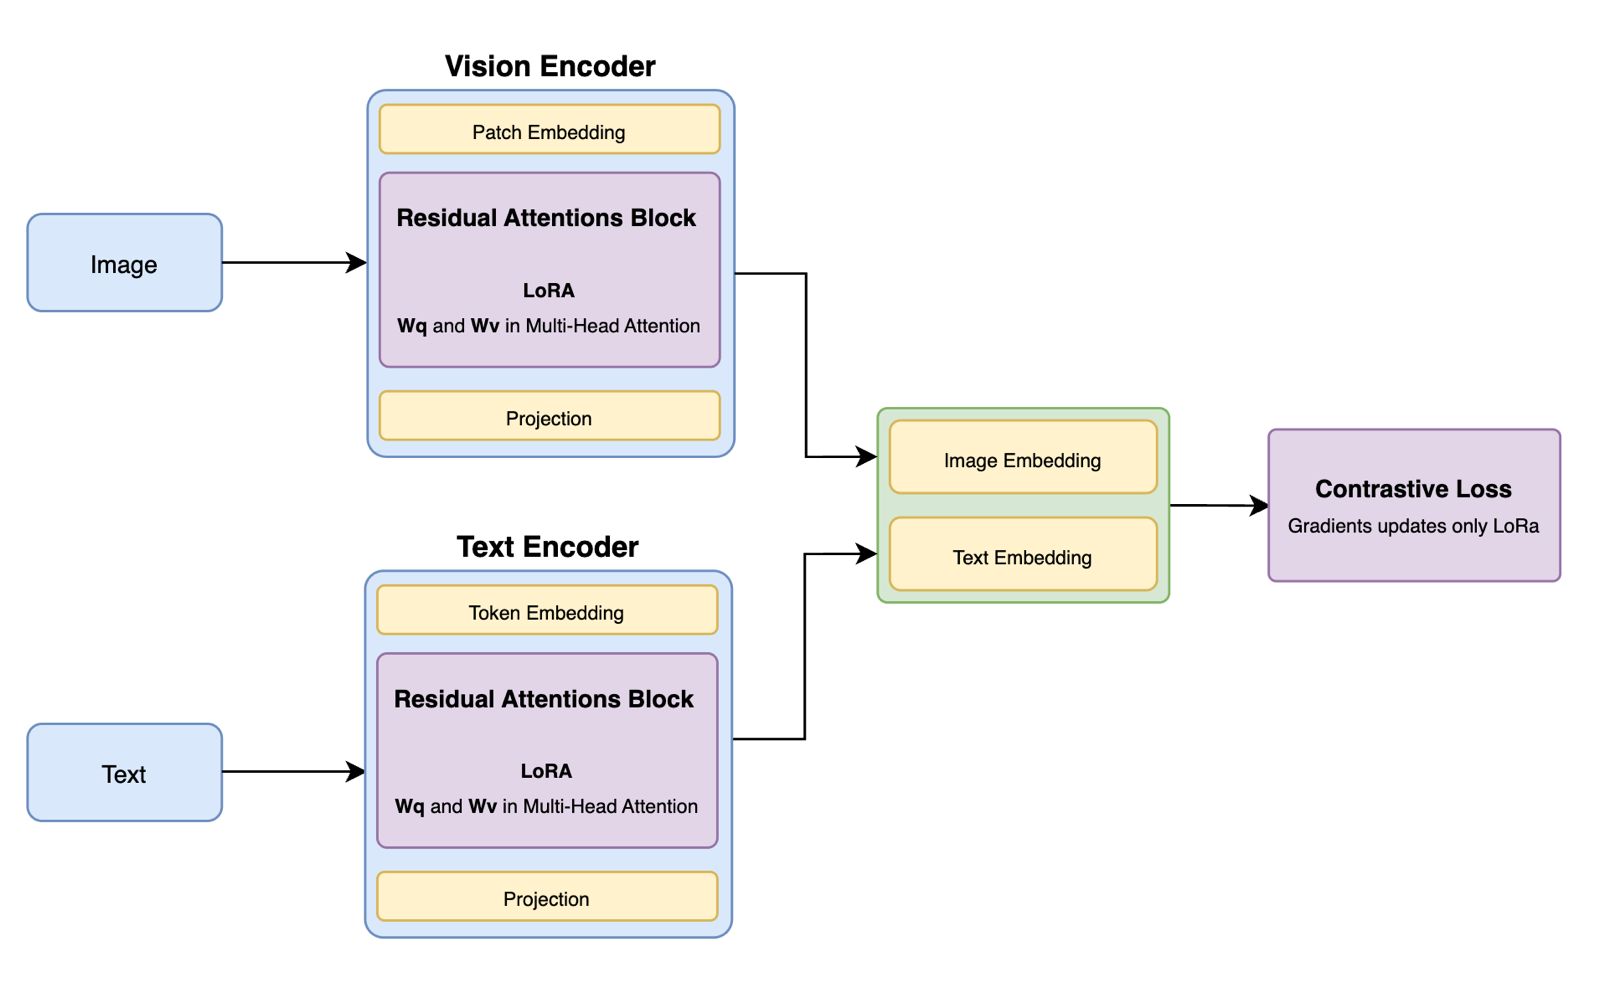 Vision Encoder
Patch Embedding
Residual Attentions Block
LoRA
Wq and Wv in Multi-Head Attention
Projection
Image
Text Encoder
Token Embedding
Residual Attentions Block
LoRA
Wq and Wv in Multi-Head Attention
Projection
Text
Image Embedding
Text Embedding
Contrastive Loss
Gradients updates only LoRa